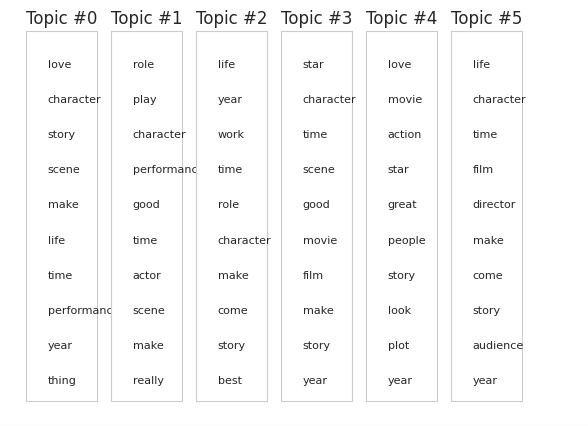 Topic #0 Topic #1 Topic #2 Topic #3 Topic #4 Topic #5
love role life star love life
character play year character movie character
story character work time action time
scene performanc time scene star film
make good role good great director
life time character movie people make
time actor make film story come
performanc scene come make look story
year make story story plot audience
thing really best year year year